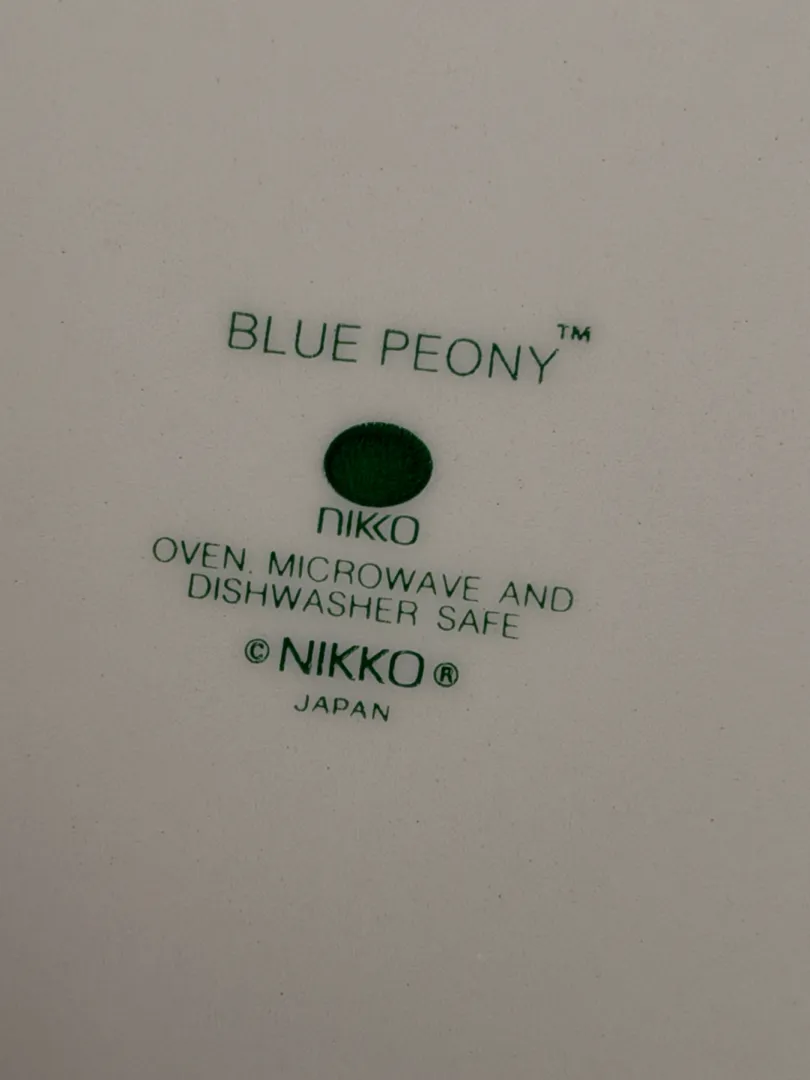 BLUE PEONY™
NIKKO
OVEN. MICROWAVE AND
DISHWASHER SAFE
© NIKKO ®
JAPAN